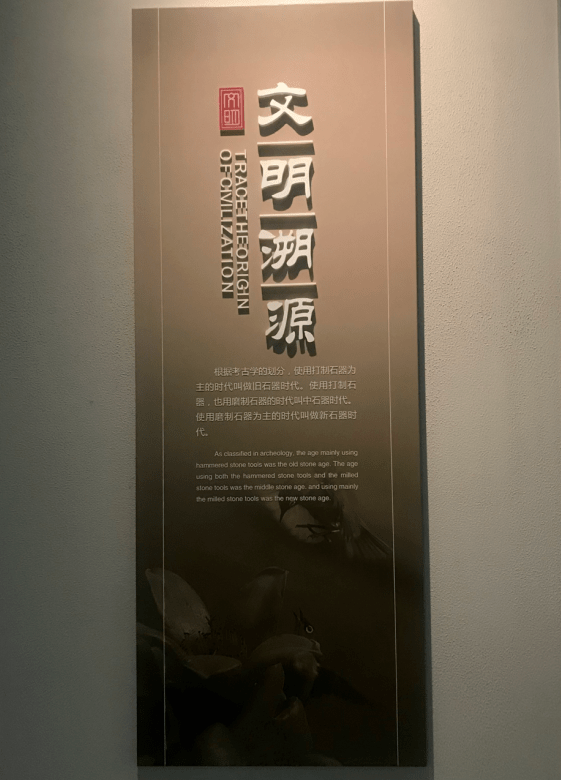 文明溯源
文明
TRACE THE ORIGIN
OF CIVILIZATION
根据考古学的划分，使用打制石器为
主的时代叫做旧石器时代。使用打制石
器，也用磨制石器的时代叫中石器时代。
使用磨制石器为主的时代叫做新石器时
代。
As classified in archeology, the age mainly using
hammered stone tools was the old stone age. The age
using both the hammered stone tools and the milled
stone tools was the middle stone age. and using mainly
the milled stone tools was the new stone age.